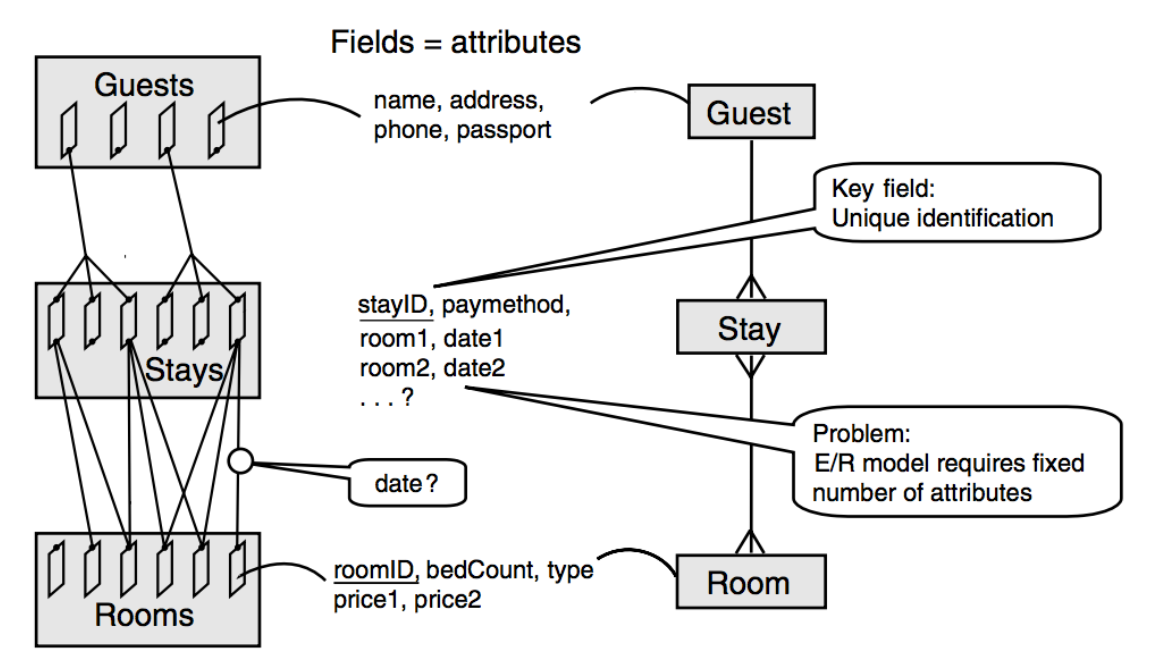 Fields = attributes
Guests
name, address,
phone, passport
Guest
Key field:
Unique identification
stayID, paymethod,
room1, date1
room2, date2
. . . ?
Stays
Stay
Problem:
E/R model requires fixed
number of attributes
date?
roomID, bedCount, type
price1, price2
Rooms
Room